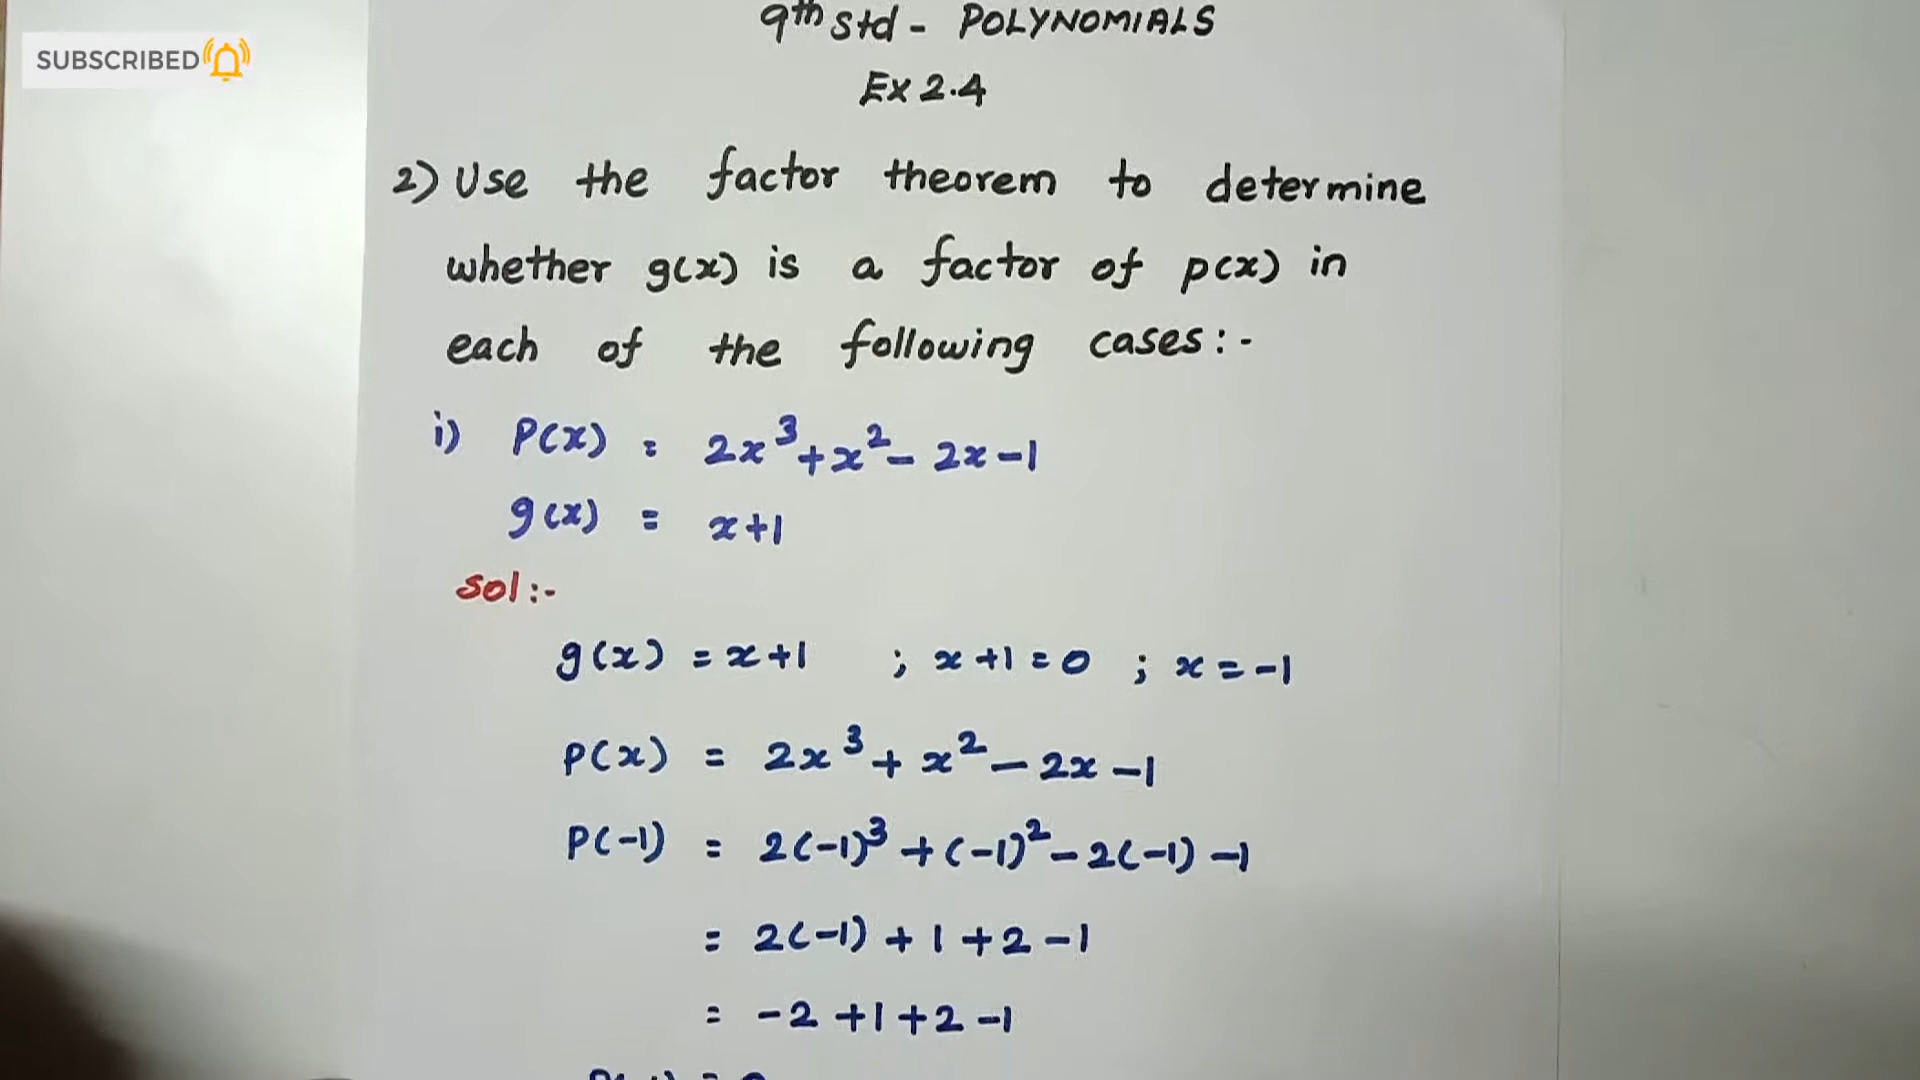 SUBSCRIBED
9th Std - POLYNOMIALS
Ex 2.4
2) Use the factor theorem to determine
whether g(x) is a factor of p(x) in
each of the following cases:-
i) P(x) = 2x³+x²- 2x-1
g(x) = x+1
Sol:-
g(x) = x+1 ; x+1=0 ; x=-1
P(x) = 2x³+ x²- 2x -1
P(-1) = 2(-1)³+(-1)²-2(-1)-1
= 2(-1)+1+2-1
= -2+1+2-1